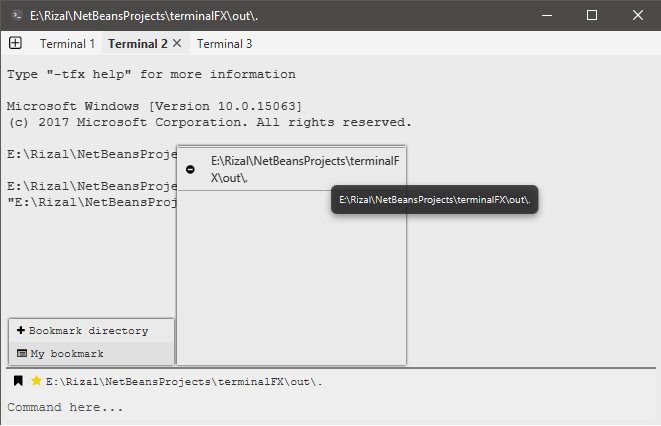 E:\Rizal\NetBeansProjects\terminalFX\out\.
Terminal 1
Terminal 2
Terminal 3
Type "-tfx help" for more information
Microsoft Windows [Version 10.0.15063]
(c) 2017 Microsoft Corporation. All rights reserved.
E:\Rizal\NetBeansProje
E:\Rizal\NetBeansProje
"E:\Rizal\NetBeansProj
E:\Rizal\NetBeansProjects\terminalF
X\out\.
E:\Rizal\NetBeansProjects\terminalFX\out\.
Bookmark directory
My bookmark
E:\Rizal\NetBeansProjects\terminalFX\out\.
Command here...